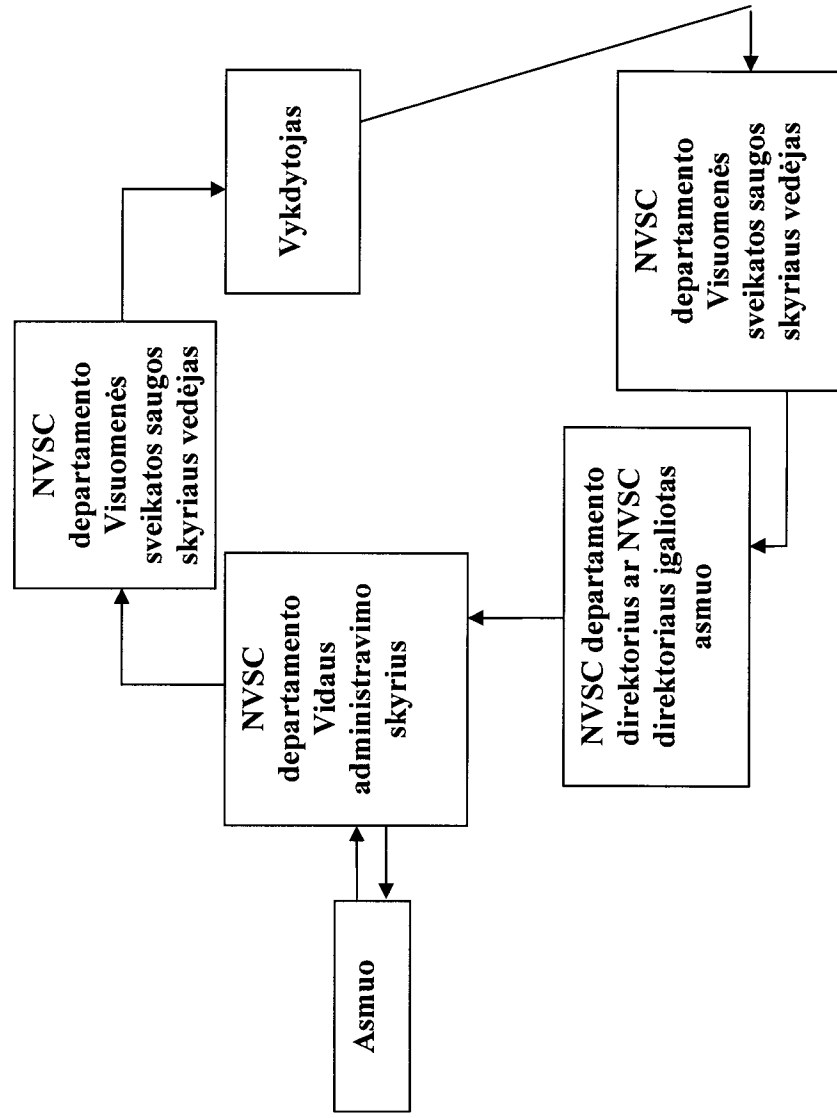 Asmuo
NVSC
departamento
Vidaus
administravimo
skyrius
NVSC
departamento
Visuomenės
sveikatos saugos
skyriaus vedėjas
Vykdytojas
NVSC
departamento
Visuomenės
sveikatos saugos
skyriaus vedėjas
NVSC departamento
direktorius ar NVSC
direktoriaus įgaliotas
asmuo